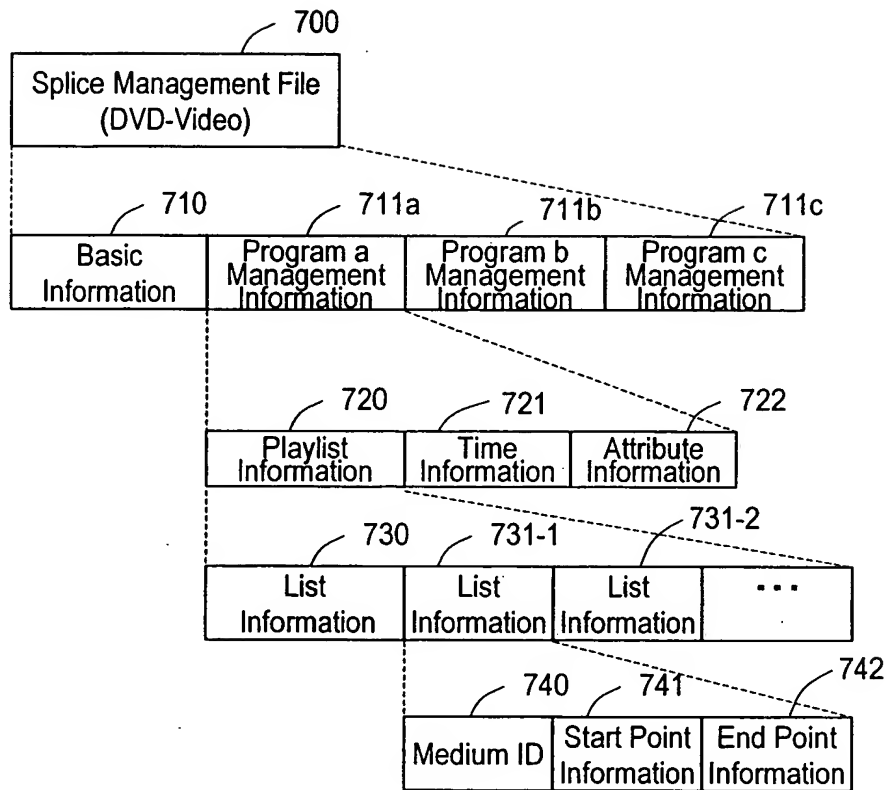 700
Splice Management File
(DVD-Video)
710
711a
711b
711c
Basic
Information
Program a
Management
Information
Program b
Management
Information
Program c
Management
Information
720
721
722
Playlist
Information
Time
Information
Attribute
Information
730
731-1
731-2
List
Information
List
Information
List
Information
...
740
741
742
Medium ID
Start Point
Information
End Point
Information